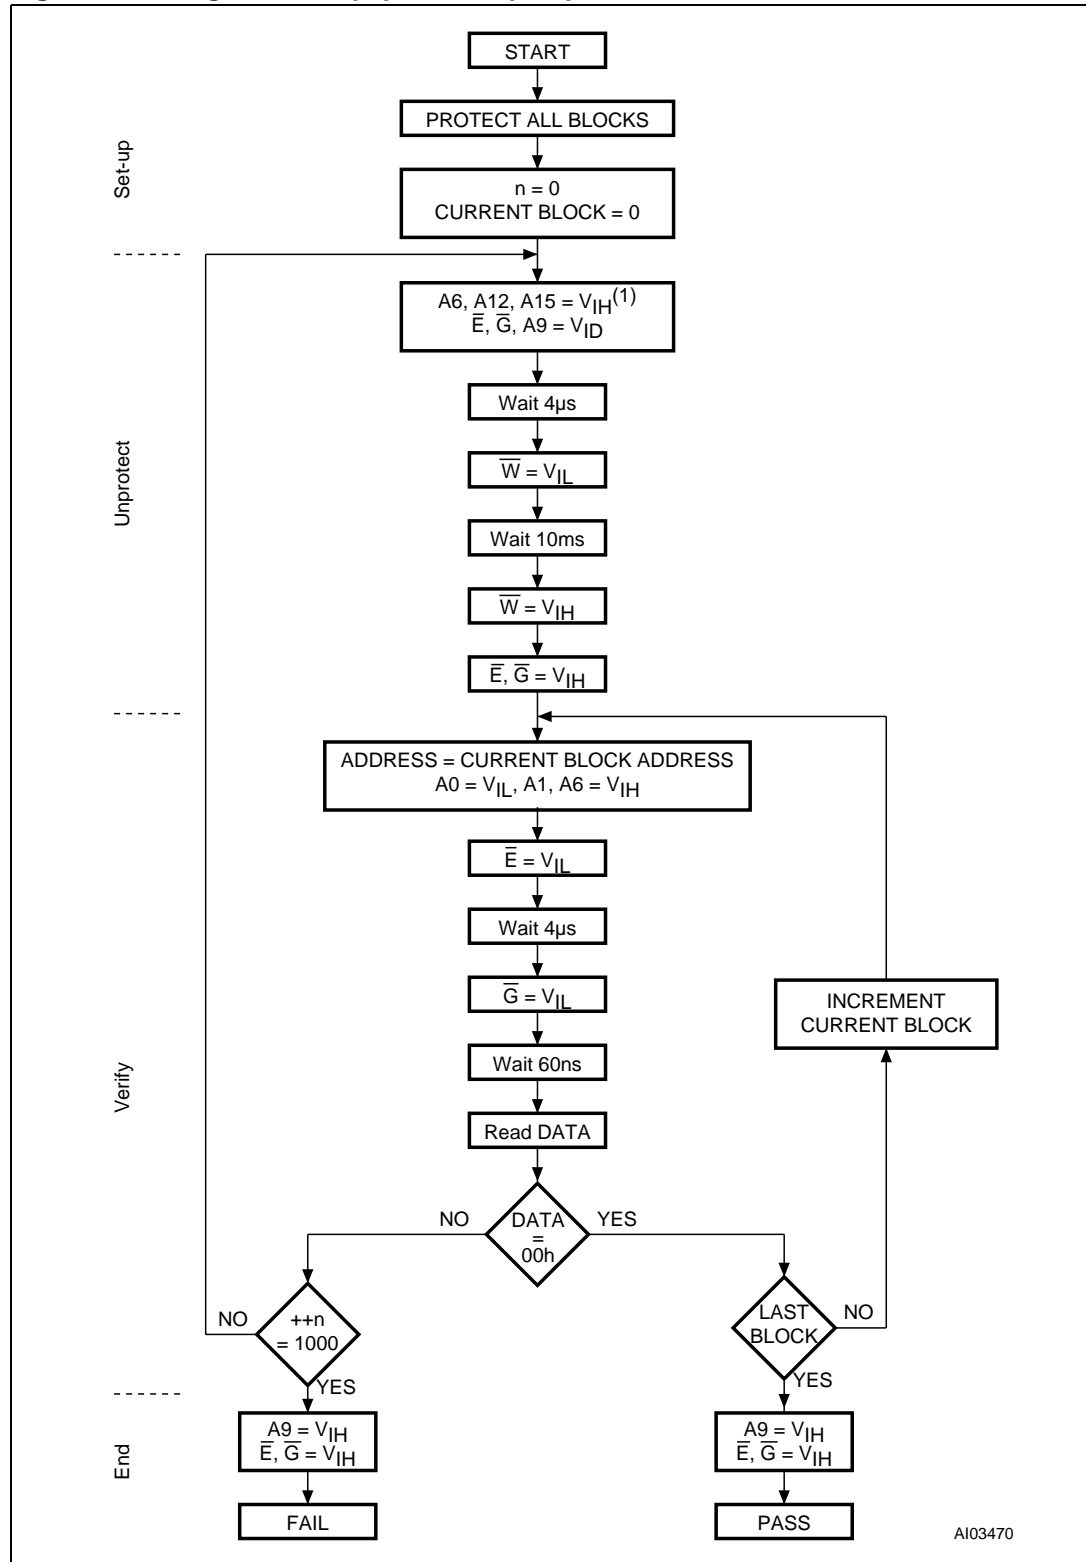 START
PROTECT ALL BLOCKS
Set-up
n = 0
CURRENT BLOCK = 0
A6, A12, A15 = VIH(1)
E̅, G̅, A9 = VID
Wait 4µs
W̅ = VIL
Unprotect
Wait 10ms
W̅ = VIH
E̅, G̅ = VIH
ADDRESS = CURRENT BLOCK ADDRESS
A0 = VIL, A1, A6 = VIH
E̅ = VIL
Wait 4µs
G̅ = VIL
INCREMENT
CURRENT BLOCK
Wait 60ns
Verify
Read DATA
NO
YES
DATA
=
00h
NO
++n
= 1000
YES
LAST
BLOCK
NO
YES
End
A9 = VIH
E̅, G̅ = VIH
A9 = VIH
E̅, G̅ = VIH
FAIL
PASS
AI03470